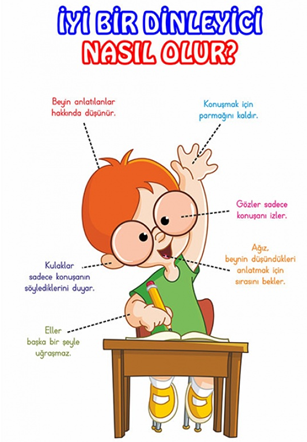 İYİ BİR DİNLEYİCİ
NASIL OLUR?
Beyin anlatılanlar
hakkında düşünür.
Konuşmak için
parmağını kaldır.
Gözler sadece
konuşanı izler.
Ağız,
beynin düşündükleri
anlatmak için
sırasını bekler.
Kulaklar
sadece konuşanın
söylediklerini duyar.
Eller
başka bir şeyle
uğraşmaz.